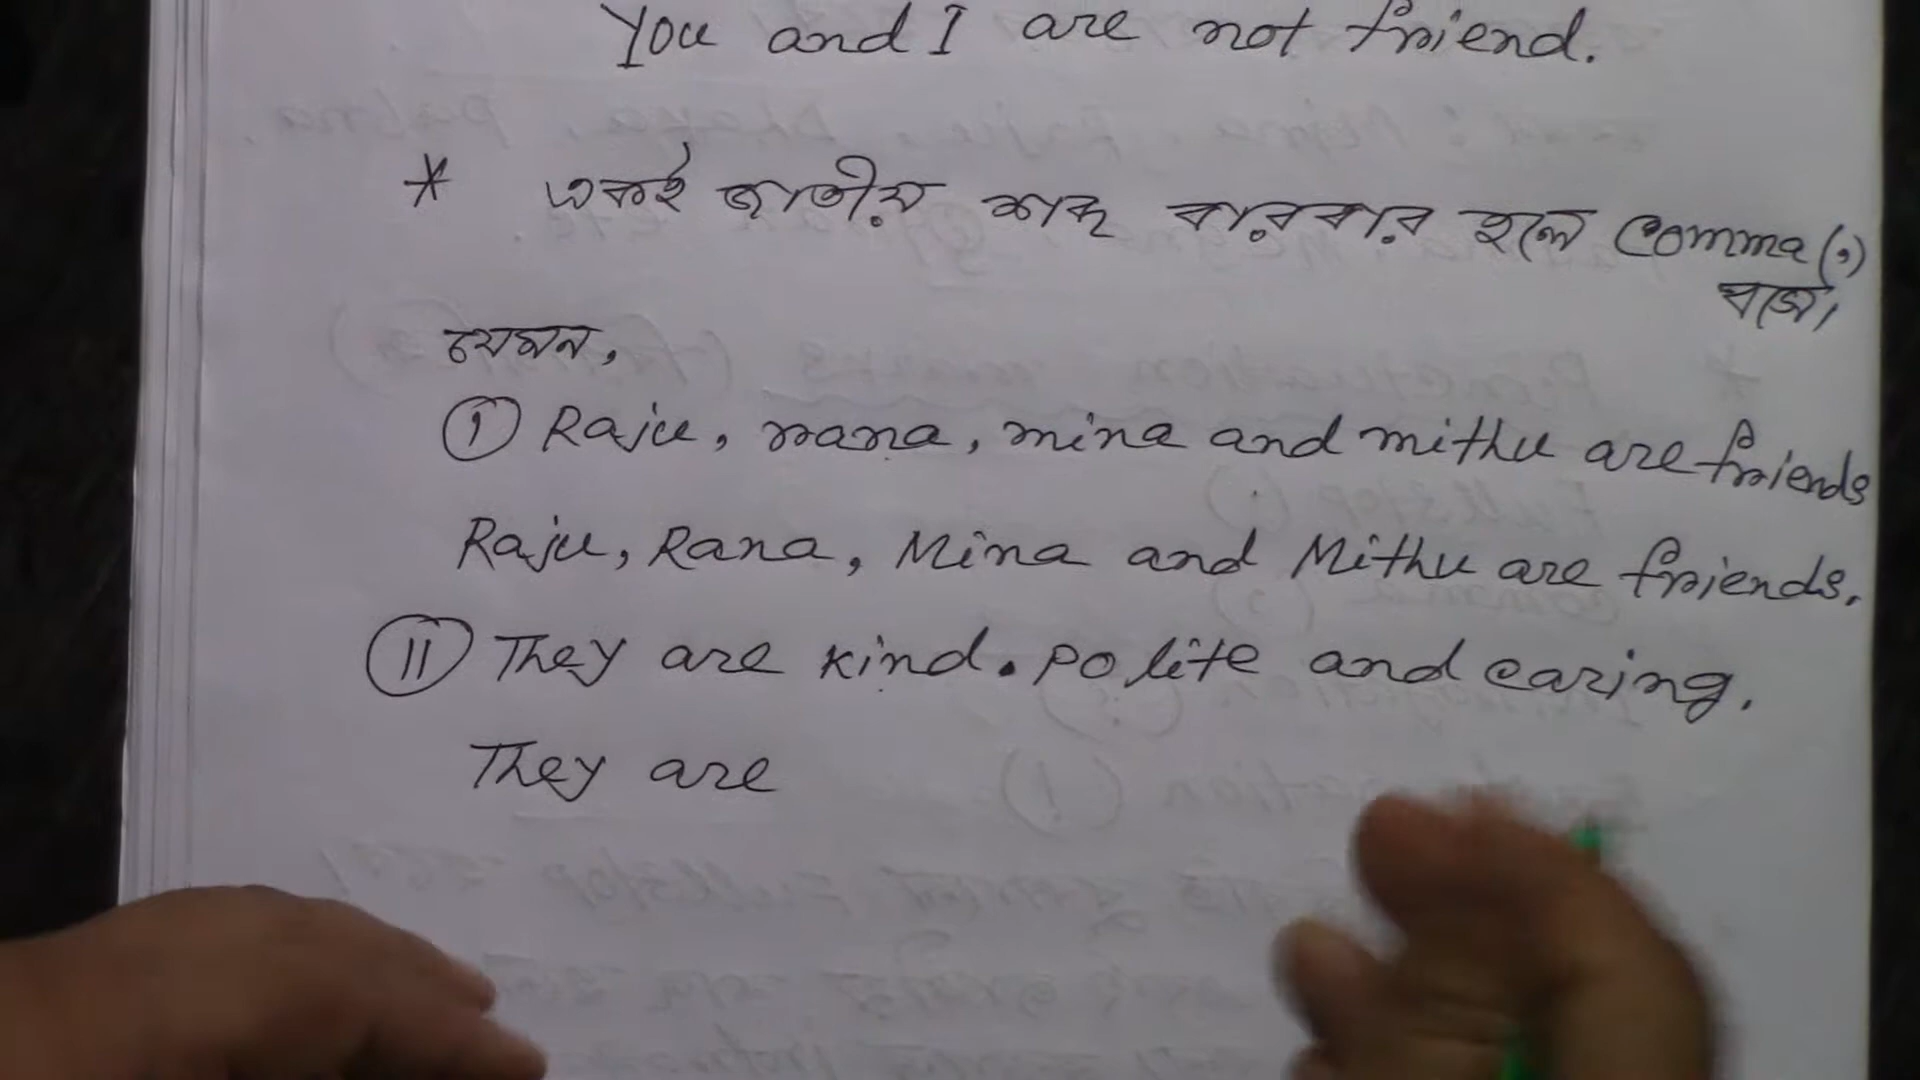 You and I are not friend.
* একই জাতীয় শব্দ বারবার হলে comma (,)
বসে।
যেমন,
(i) Raju, rana, mina and mithu are friends
Raju, Rana, Mina and Mithu are friends.
(ii) They are kind. polite and caring.
They are